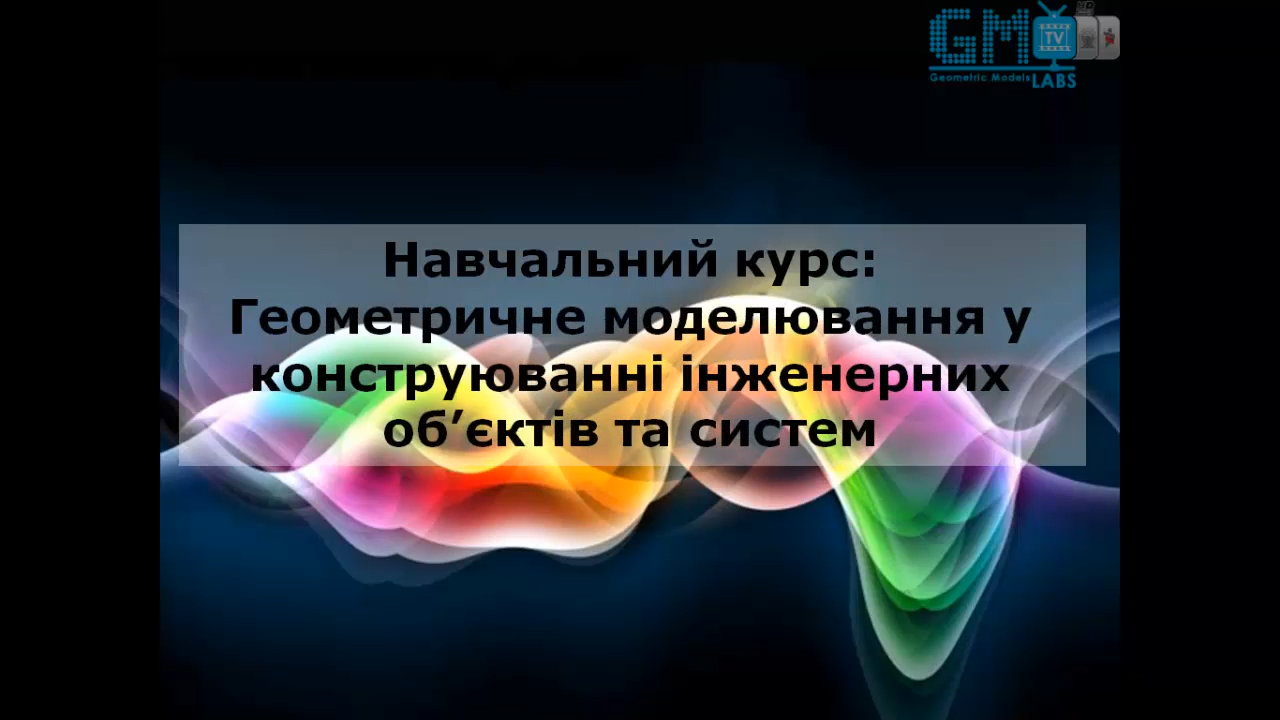 GM TV
Geometric Models LABS
Навчальний курс:
Геометричне моделювання у
конструюванні інженерних
об’єктів та систем